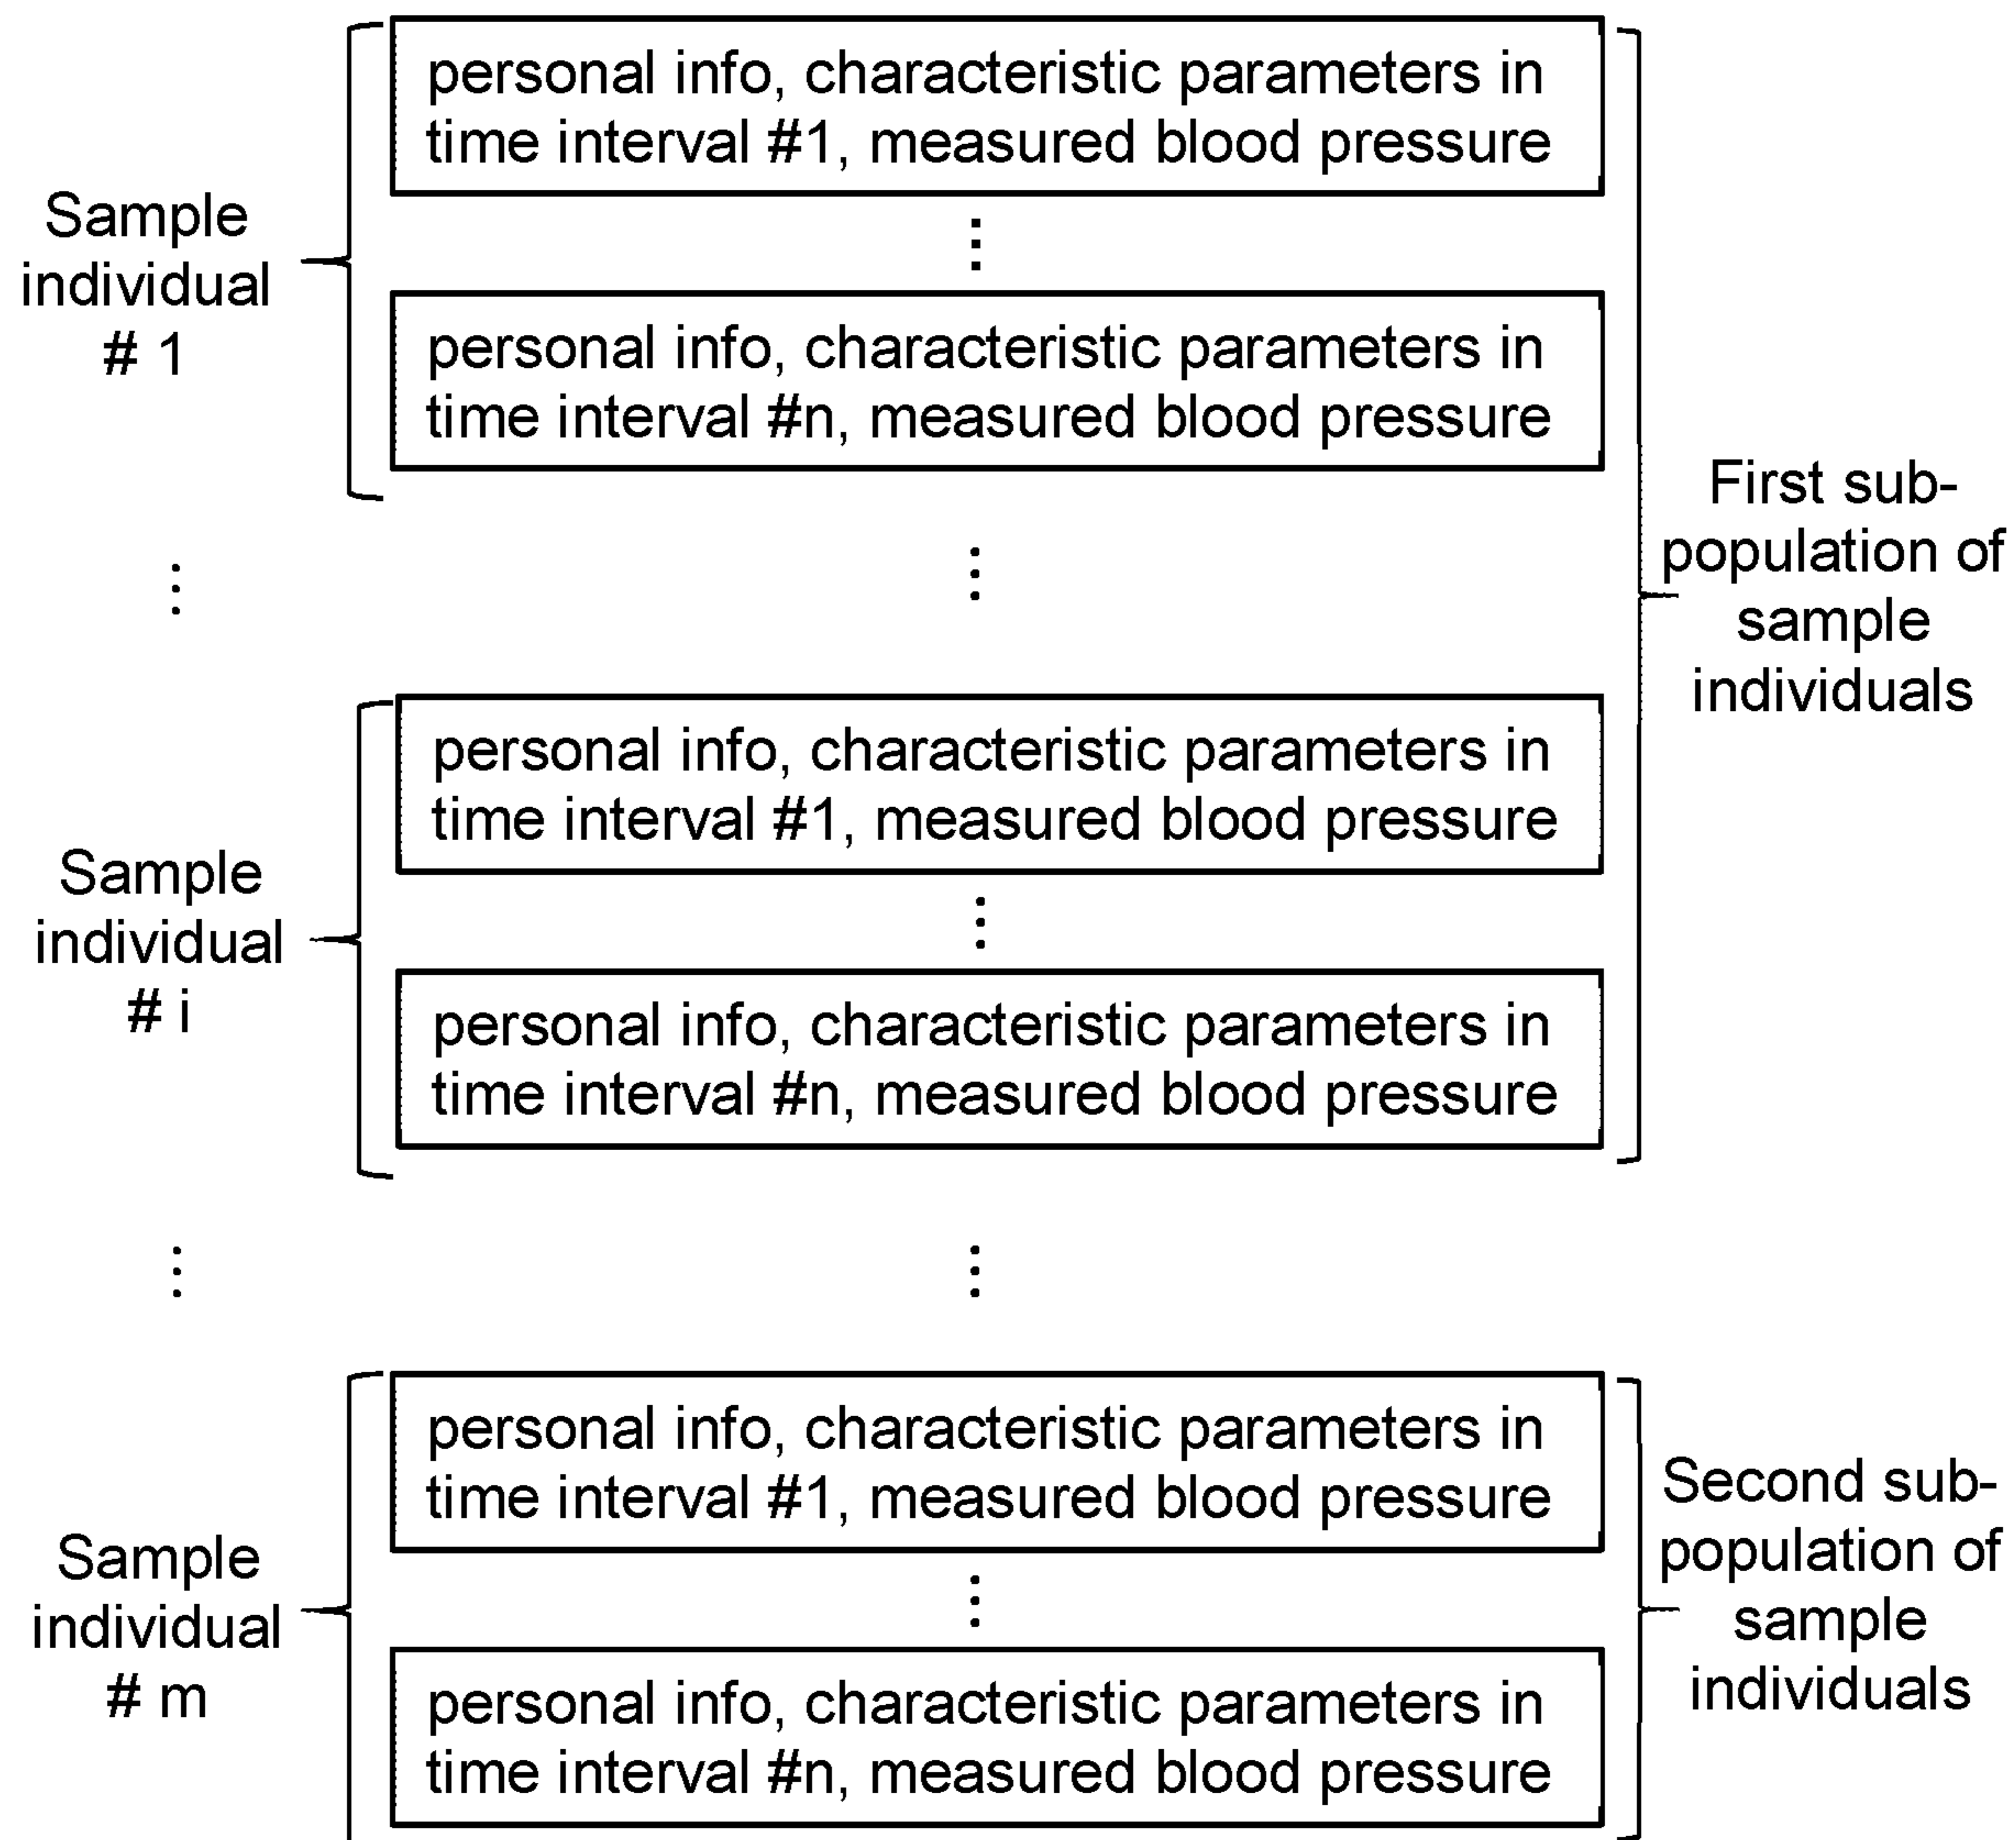 Sample
individual
# 1
personal info, characteristic parameters in
time interval #1, measured blood pressure
personal info, characteristic parameters in
time interval #n, measured blood pressure
First sub-
population of
sample
individuals
Sample
individual
# i
personal info, characteristic parameters in
time interval #1, measured blood pressure
personal info, characteristic parameters in
time interval #n, measured blood pressure
Sample
individual
# m
personal info, characteristic parameters in
time interval #1, measured blood pressure
personal info, characteristic parameters in
time interval #n, measured blood pressure
Second sub-
population of
sample
individuals